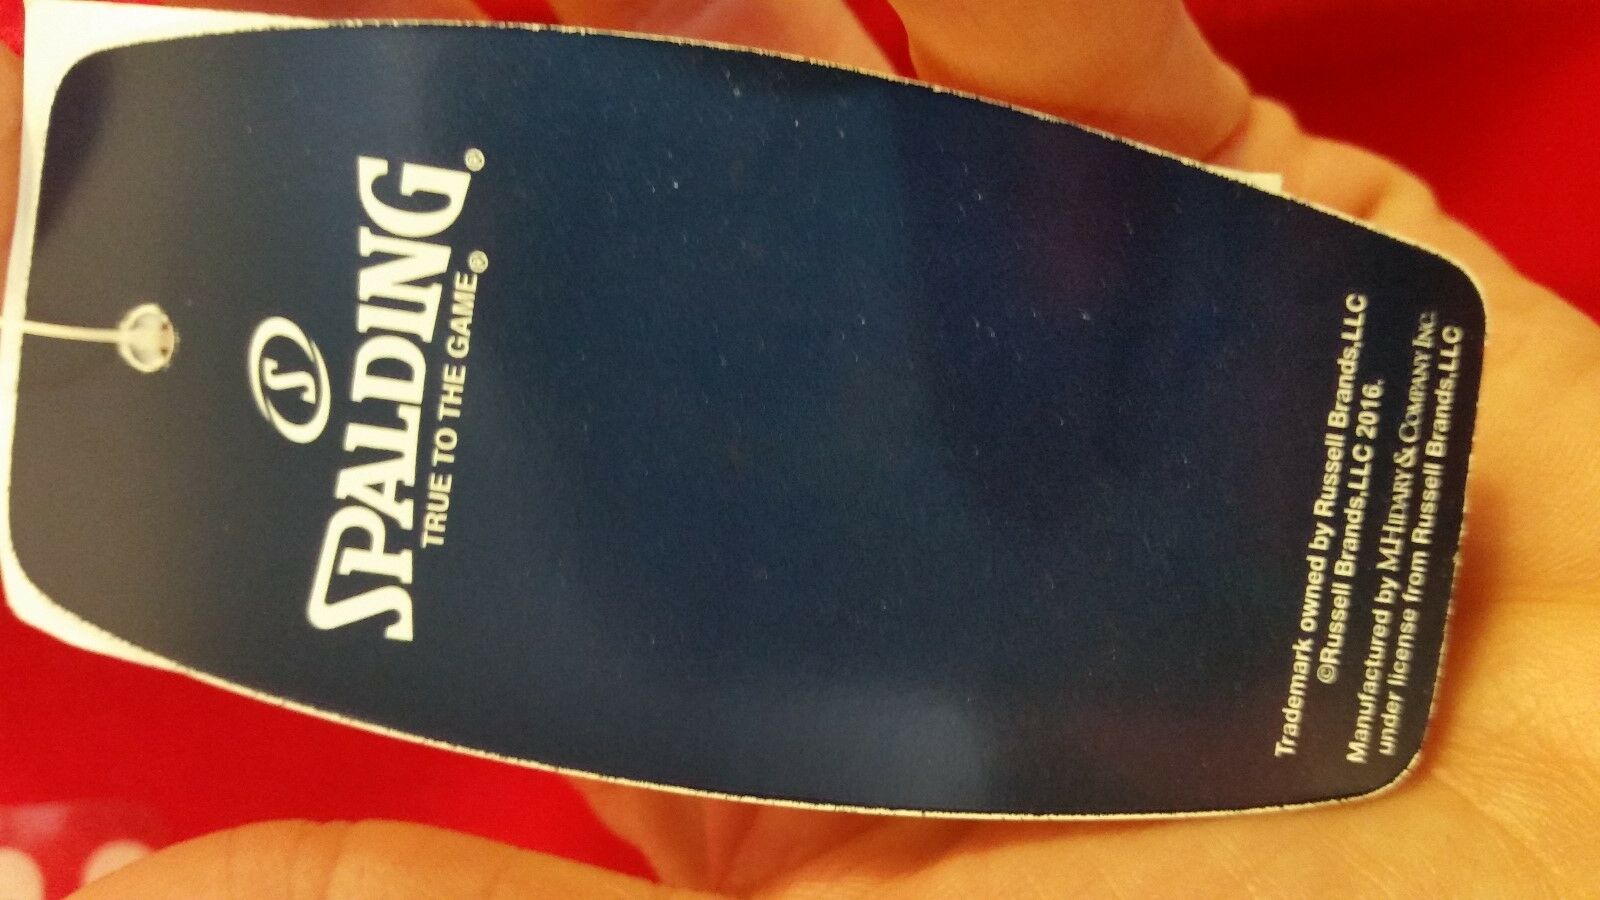 S
SPALDING®
TRUE TO THE GAME®
Trademark owned by Russell Brands,LLC
©Russell Brands,LLC 2016.
Manufactured by M.HIDARY & COMPANY INC.
under license from Russell Brands,LLC